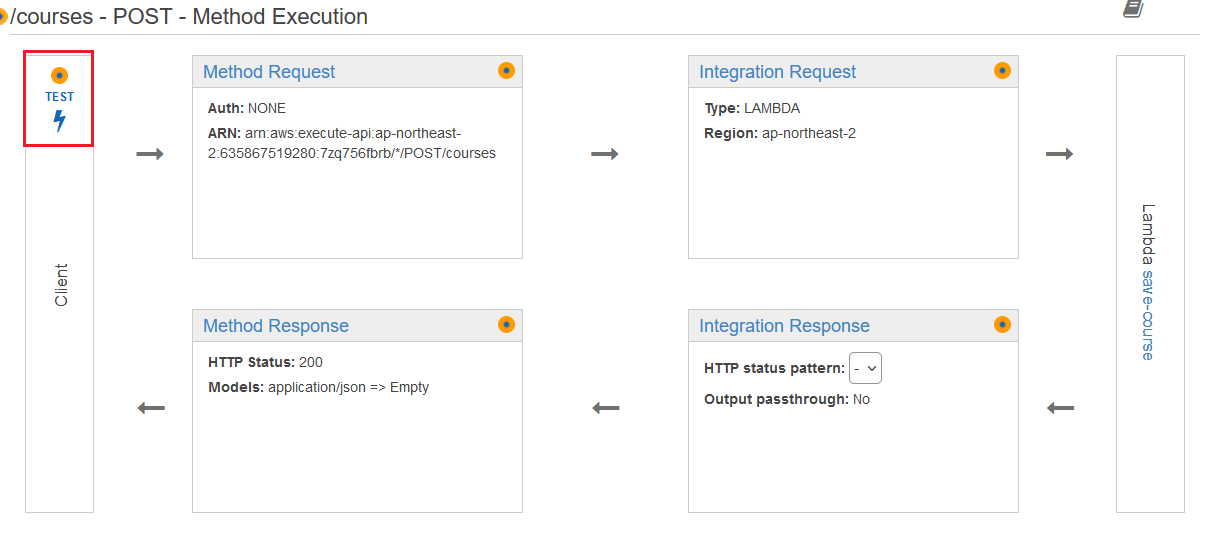 /courses - POST - Method Execution
TEST
Client
Method Request
Auth: NONE
ARN: arn:aws:execute-api:ap-northeast-
2:635867519280:7zq756fbrb/*/POST/courses
Integration Request
Type: LAMBDA
Region: ap-northeast-2
Lambda save-course
Method Response
HTTP Status: 200
Models: application/json => Empty
Integration Response
HTTP status pattern: -
Output passthrough: No